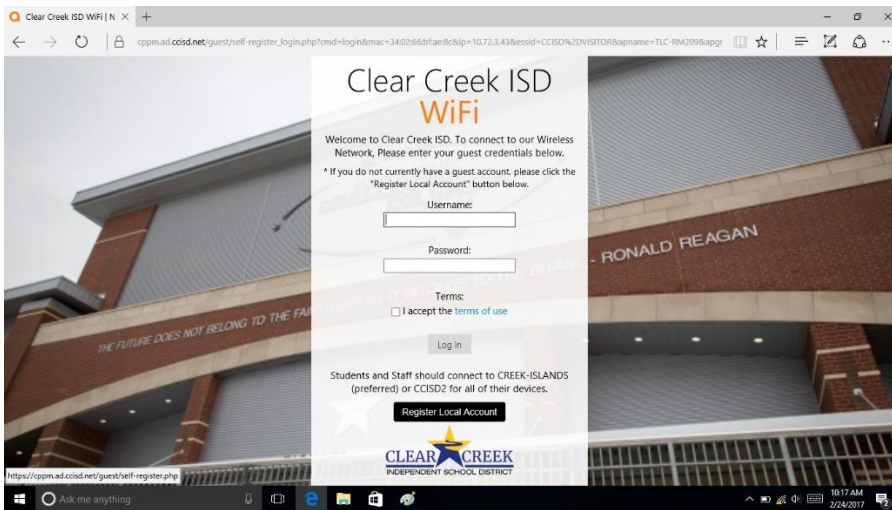 Clear Creek ISD WiFi | N
cppm.ad.ccisd.net/guest/self-register_login.php?cmd=login&mac=34:02:86:bf:ae:8c&ip=10.72.3.43&essid=CCISD%2DVISITOR&apname=TLC-RM209&apgr
Clear Creek ISD
WiFi
Welcome to Clear Creek ISD. To connect to our Wireless
Network, Please enter your guest credentials below.
* If you do not currently have a guest account, please click the
"Register Local Account" button below.
Username:
Password:
Terms:
I accept the terms of use
Log In
Students and Staff should connect to CREEK-ISLANDS
(preferred) or CCISD2 for all of their devices.
Register Local Account
CLEAR CREEK
INDEPENDENT SCHOOL DISTRICT
THE FUTURE DOES NOT BELONG TO THE FAINTHEARTED. IT BELONGS TO THE BRAVE - RONALD REAGAN
https://cppm.ad.ccisd.net/guest/self-register.php
Ask me anything
10:17 AM
2/24/2017